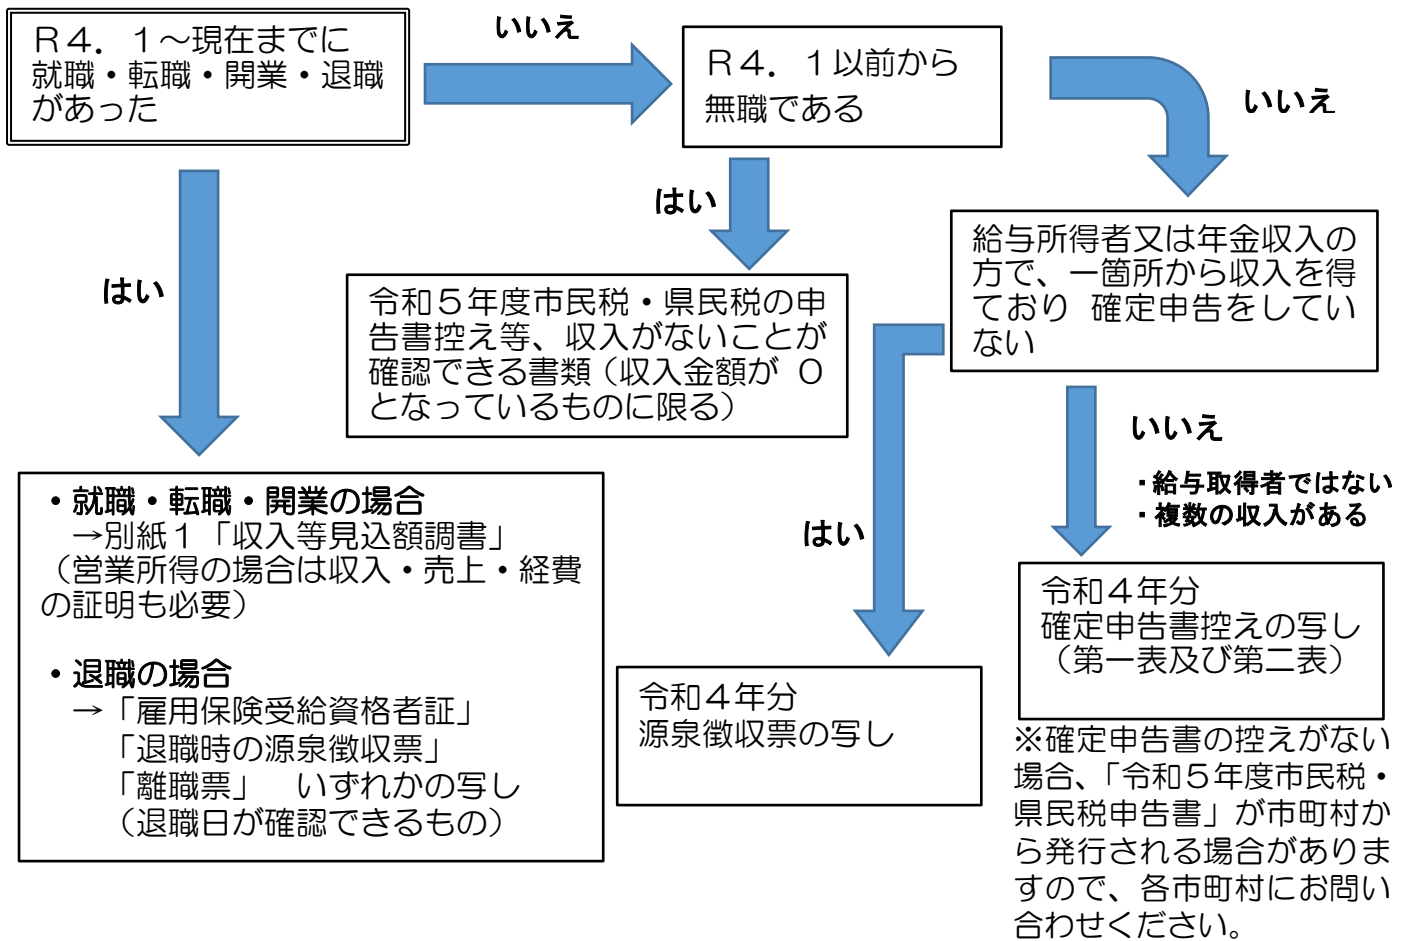 Ｒ４．１～現在までに
就職・転職・開業・退職
があった
いいえ
Ｒ４．１以前から
無職である
いいえ
はい
はい
給与所得者又は年金収入の
方で、一箇所から収入を得
ており 確定申告をしてい
ない
令和５年度市民税・県民税の申
告書控え等、収入がないことが
確認できる書類（収入金額が ０
となっているものに限る）
いいえ
・給与取得者ではない
・複数の収入がある
はい
・就職・転職・開業の場合
→別紙１「収入等見込額調書」
（営業所得の場合は収入・売上・経費
の証明も必要）
・退職の場合
→「雇用保険受給資格者証」
「退職時の源泉徴収票」
「離職票」 いずれかの写し
（退職日が確認できるもの）
令和４年分
源泉徴収票の写し
令和４年分
確定申告書控えの写し
（第一表及び第二表）
※確定申告書の控えがない
場合、「令和５年度市民税・
県民税申告書」が市町村か
ら発行される場合がありま
すので、各市町村にお問い
合わせください。